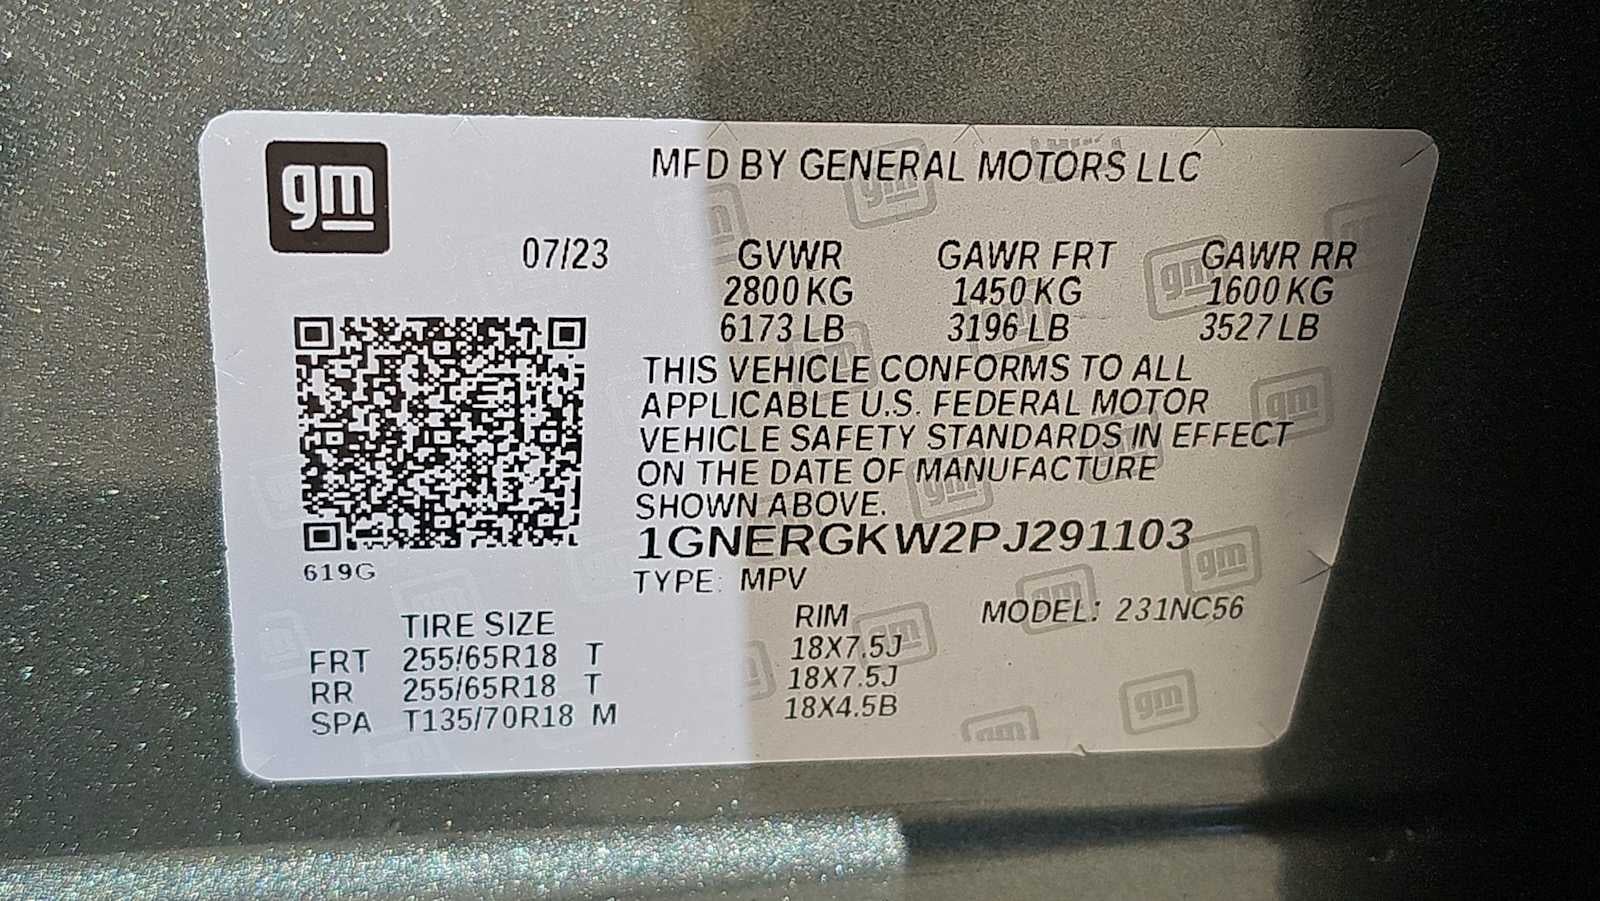 gm
MFD BY GENERAL MOTORS LLC
07/23 GVWR GAWR FRT GAWR RR
2800 KG 1450 KG 1600 KG
6173 LB 3196 LB 3527 LB
THIS VEHICLE CONFORMS TO ALL
APPLICABLE U.S. FEDERAL MOTOR
VEHICLE SAFETY STANDARDS IN EFFECT
ON THE DATE OF MANUFACTURE
SHOWN ABOVE.
1GNERGKW2PJ291103
619G
TYPE: MPV
TIRE SIZE RIM MODEL: 231NC56
FRT 255/65R18 T 18X7.5J
RR 255/65R18 T 18X7.5J
SPA T135/70R18 M 18X4.5B